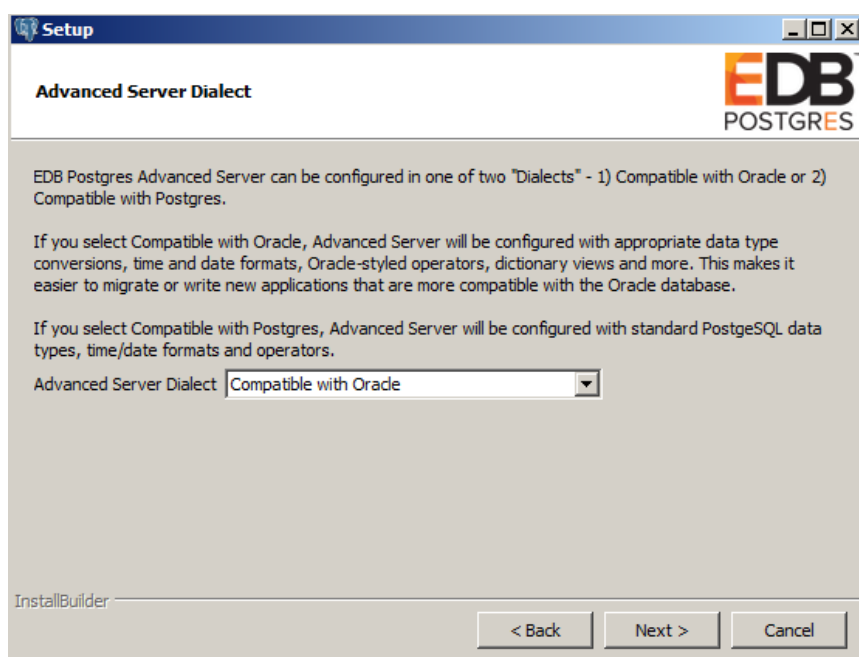 Setup
Advanced Server Dialect
EDB
POSTGRES
EDB Postgres Advanced Server can be configured in one of two "Dialects" - 1) Compatible with Oracle or 2)
Compatible with Postgres.
If you select Compatible with Oracle, Advanced Server will be configured with appropriate data type
conversions, time and date formats, Oracle-styled operators, dictionary views and more. This makes it
easier to migrate or write new applications that are more compatible with the Oracle database.
If you select Compatible with Postgres, Advanced Server will be configured with standard PostgeSQL data
types, time/date formats and operators.
Advanced Server Dialect Compatible with Oracle
InstallBuilder
< Back Next > Cancel